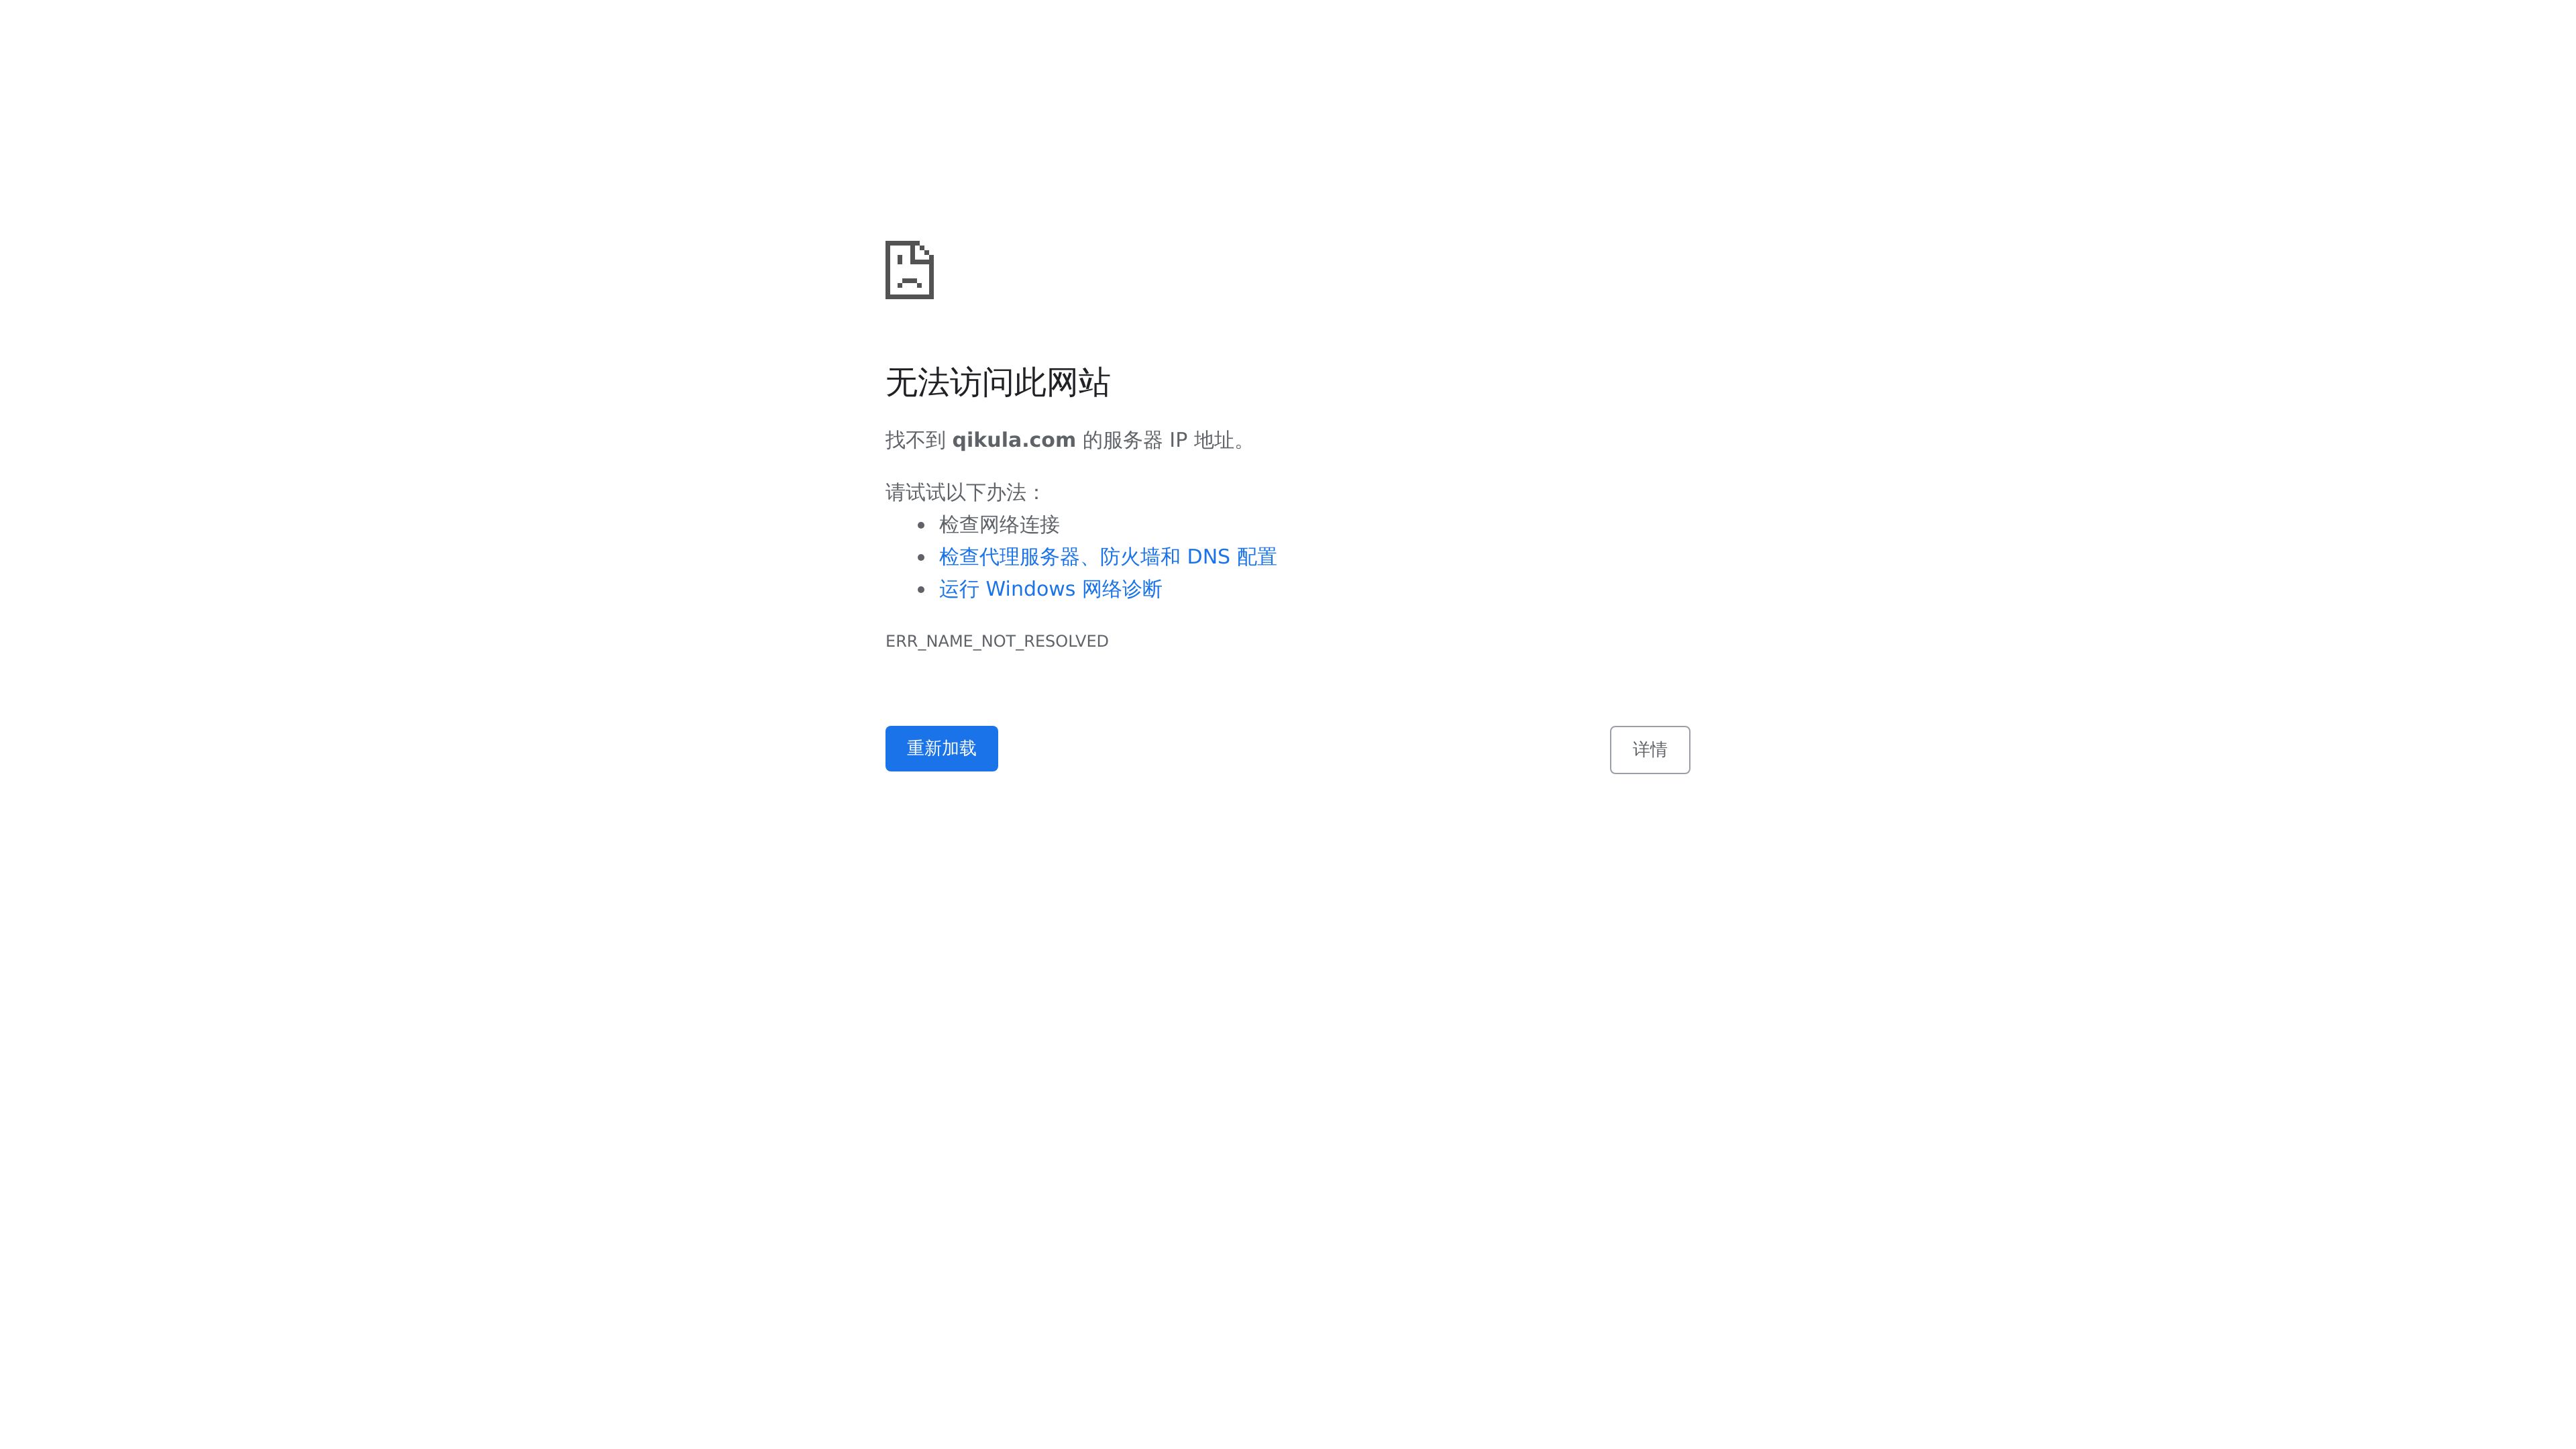 无法访问此网站
找不到 qikula.com 的服务器 IP 地址。
请试试以下办法：
检查网络连接
检查代理服务器、防火墙和 DNS 配置
运行 Windows 网络诊断
ERR_NAME_NOT_RESOLVED
重新加载
详情